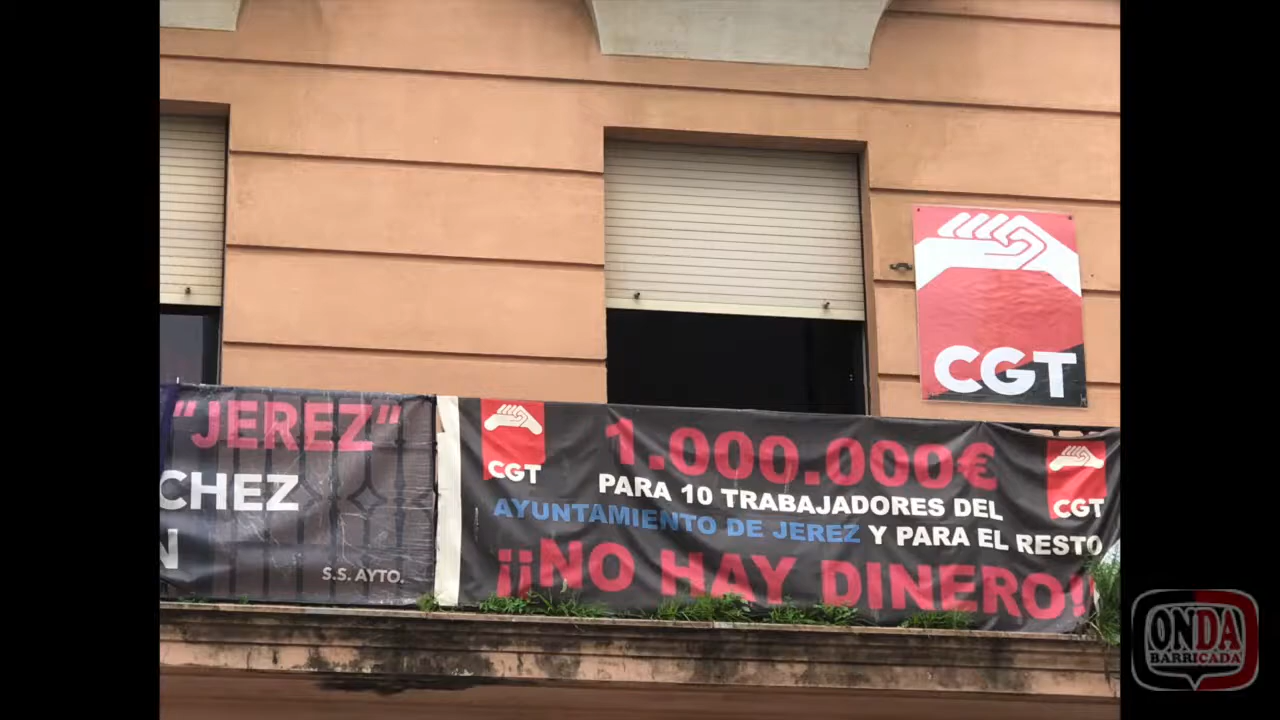 "JEREZ"
CHEZ
N
S.S. AYTO.
CGT
1.000.000€
PARA 10 TRABAJADORES DEL
AYUNTAMIENTO DE JEREZ Y PARA EL RESTO
¡¡NO HAY DINERO!!
CGT
CGT
ONDA
BARRICADA